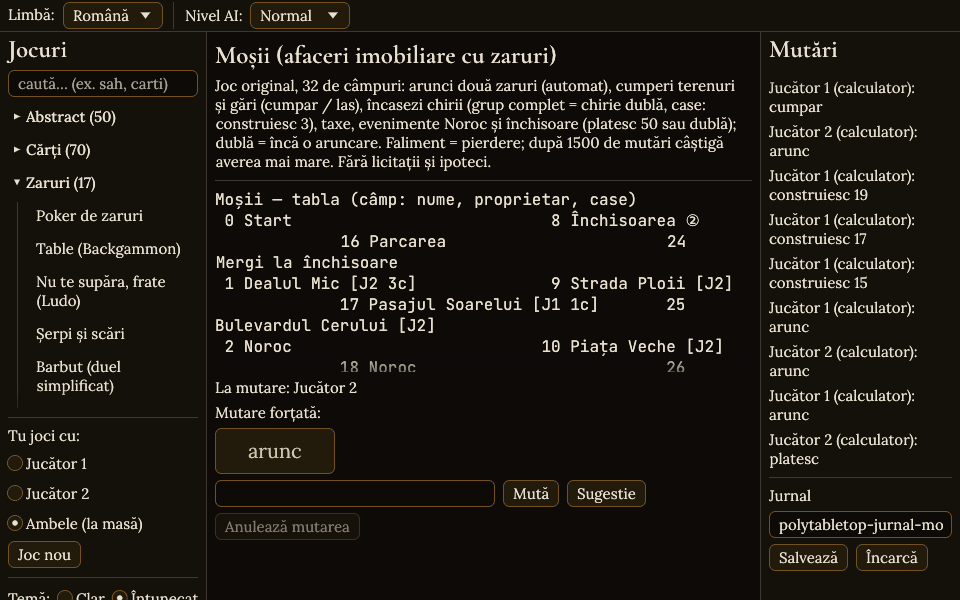 Limbă: Română Nivel AI: Normal
Jocuri
caută... (ex. sah, carti)
Abstract (50)
Cărți (70)
Zaruri (17)
Poker de zaruri
Table (Backgammon)
Nu te supăra, frate
(Ludo)
Șerpi și scări
Barbut (duel
simplificat)
Tu joci cu:
Jucător 1
Jucător 2
Ambele (la masă)
Joc nou
Temă: Clar Întunecat
Moșii (afaceri imobiliare cu zaruri)
Joc original, 32 de câmpuri: arunci două zaruri (automat), cumperi terenuri
și gări (cumpar / las), încasezi chirii (grup complet = chirie dublă, case:
construiesc 3), taxe, evenimente Noroc și închisoare (platesc 50 sau dublă);
dublă = încă o aruncare. Faliment = pierdere; după 1500 de mutări câștigă
averea mai mare. Fără licitații și ipoteci.
Moșii — tabla (câmp: nume, proprietar, case)
0 Start 8 Închisoarea ②
16 Parcarea 24
Mergi la închisoare
1 Dealul Mic [J2 3c] 9 Strada Ploii [J2]
17 Pasajul Soarelui [J1 1c] 25
Bulevardul Cerului [J2]
2 Noroc 10 Piața Veche [J2]
18 Noroc 26
La mutare: Jucător 2
Mutare forțată:
arunc
Mută Sugestie
Anulează mutarea
Mutări
Jucător 1 (calculator):
cumpar
Jucător 2 (calculator):
arunc
Jucător 1 (calculator):
construiesc 19
Jucător 1 (calculator):
construiesc 17
Jucător 1 (calculator):
construiesc 15
Jucător 1 (calculator):
arunc
Jucător 2 (calculator):
arunc
Jucător 1 (calculator):
arunc
Jucător 2 (calculator):
platesc
Jurnal
polytabletop-jurnal-mo
Salvează Încarcă